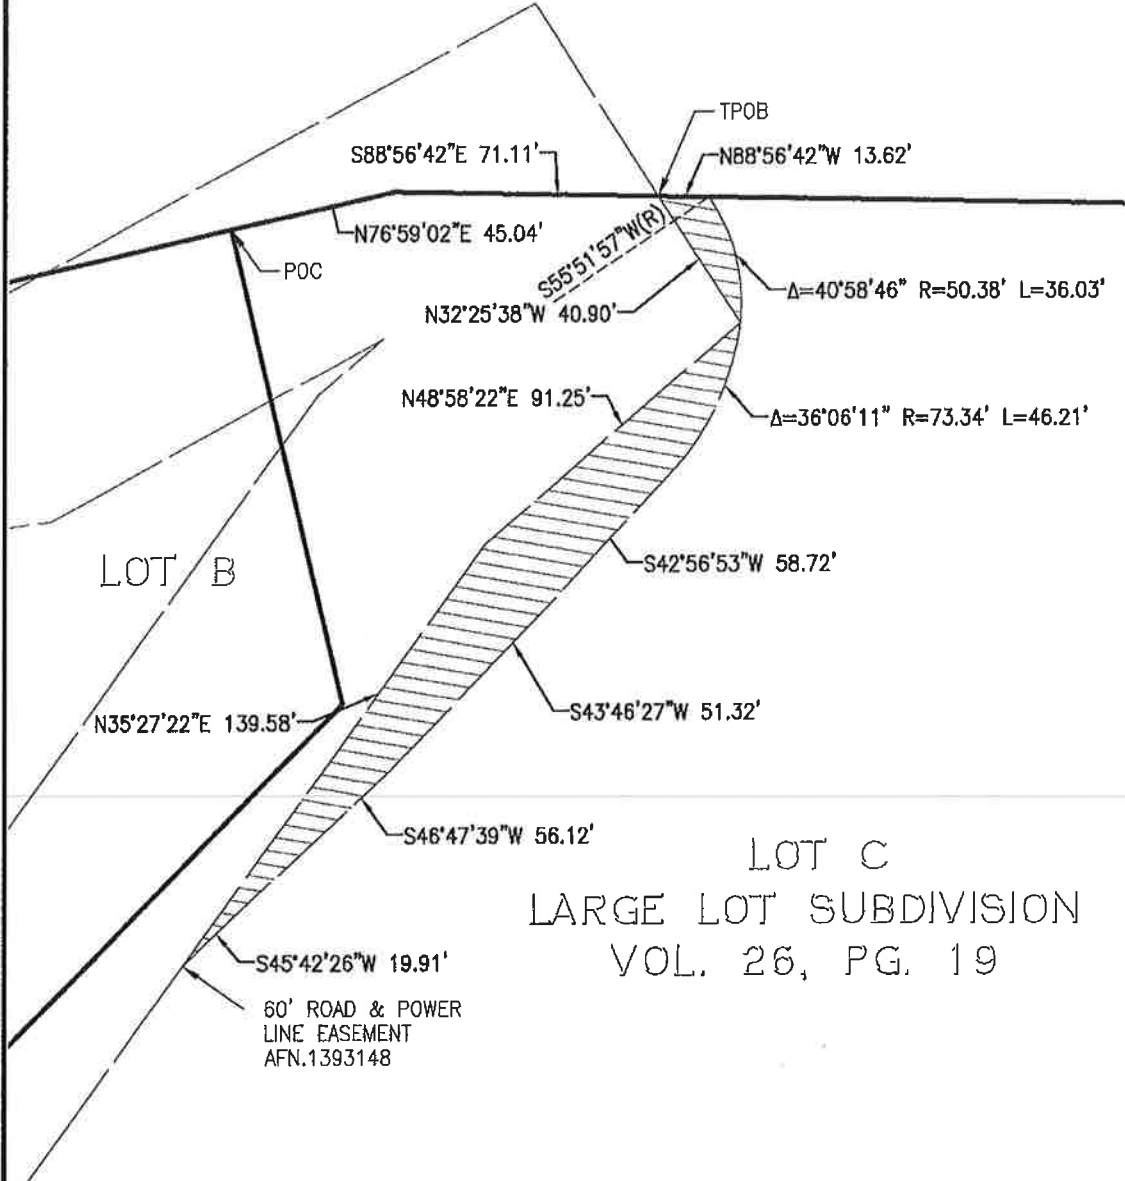 TPOB
S88°56'42"E 71.11'
N88°56'42"W 13.62'
N76°59'02"E 45.04'
POC
S55°51'57"W(R)
Δ=40°58'46" R=50.38' L=36.03'
N32°25'38"W 40.90'
N48°58'22"E 91.25'
Δ=36°06'11" R=73.34' L=46.21'
LOT B
S42°56'53"W 58.72'
N35°27'22"E 139.58'
S43°46'27"W 51.32'
S46°47'39"W 56.12'
LOT C
LARGE LOT SUBDIVISION
VOL. 26, PG. 19
S45°42'26"W 19.91'
60' ROAD & POWER
LINE EASEMENT
AFN.1393148